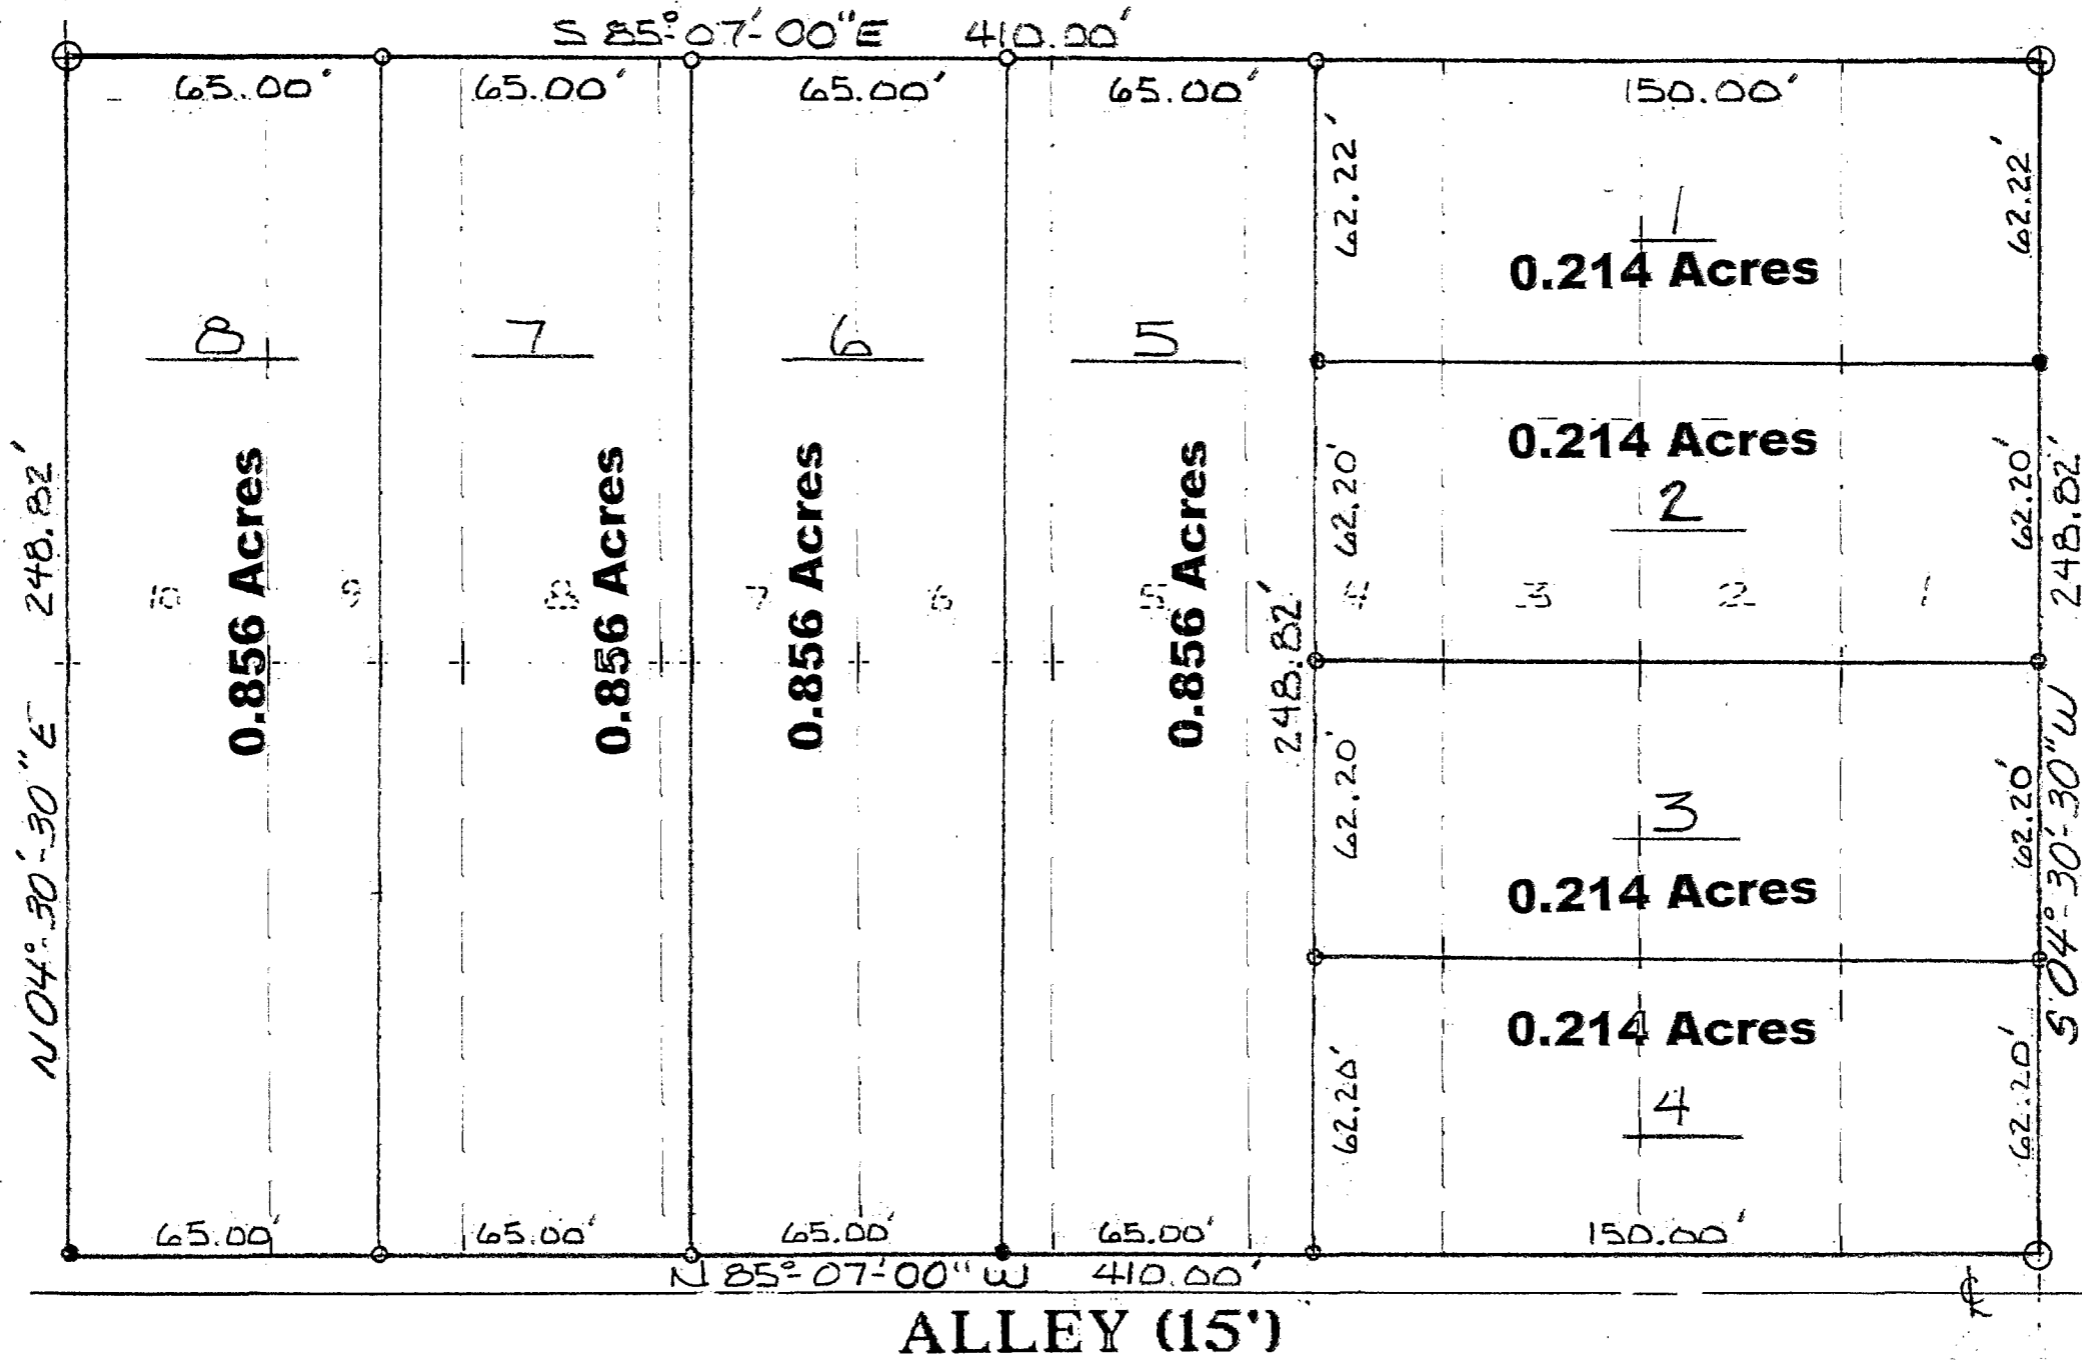 S 85°-07'-00"E 410.00'
65.00' 65.00' 65.00' 65.00' 150.00'
62.22' 62.22'
1
0.214 Acres
8 7 6 5
0.856 Acres 0.856 Acres 0.856 Acres 0.856 Acres
0.214 Acres
2
62.20' 62.20'
N 04°-30'-30"E 248.82'
248.82'
S 04°-30'-30"W 248.82'
10 9 8 7 6 5 4 3 2 1
62.20' 62.20'
3
0.214 Acres
0.214 Acres
4
62.20' 62.20'
65.00' 65.00' 65.00' 65.00' 150.00'
N 85°-07'-00"W 410.00'
℄
ALLEY (15')